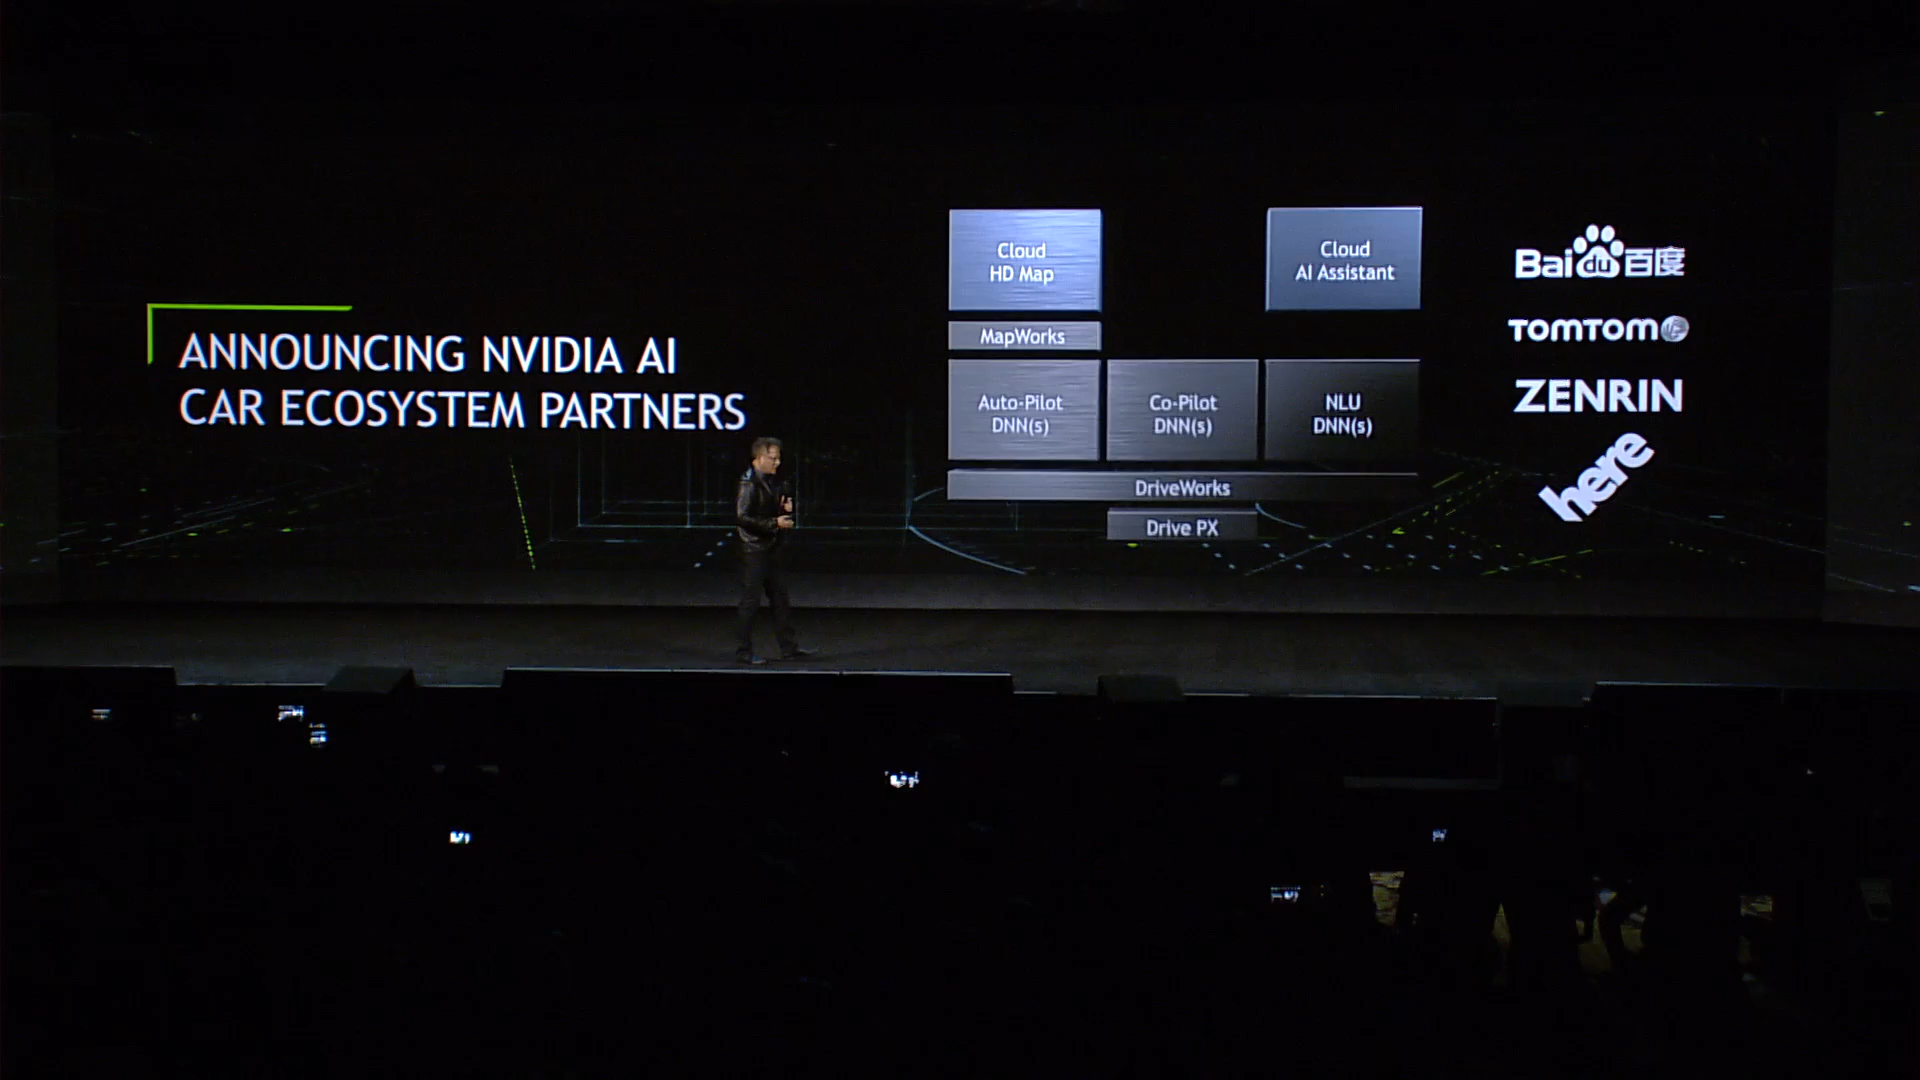 ANNOUNCING NVIDIA AI
CAR ECOSYSTEM PARTNERS
Cloud
HD Map
Cloud
AI Assistant
MapWorks
Auto-Pilot
DNN(s)
Co-Pilot
DNN(s)
NLU
DNN(s)
DriveWorks
Drive PX
Baidu百度
TOMTOM
ZENRIN
here